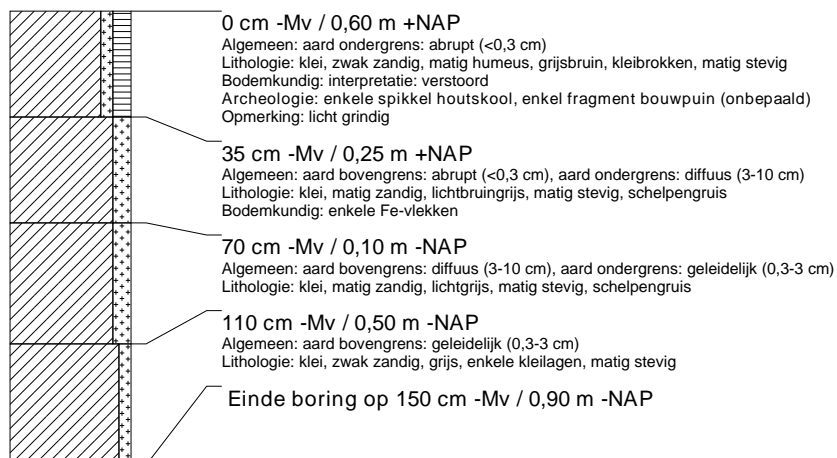 0 cm -Mv / 0,60 m +NAP
Algemeen: aard ondergrens: abrupt (<0,3 cm)
Lithologie: klei, zwak zandig, matig humeus, grijsbruin, kleibrokken, matig stevig
Bodemkundig: interpretatie: verstoord
Archeologie: enkele spikkel houtskool, enkel fragment bouwpuin (onbepaald)
Opmerking: licht grindig
35 cm -Mv / 0,25 m +NAP
Algemeen: aard bovengrens: abrupt (<0,3 cm), aard ondergrens: diffuus (3-10 cm)
Lithologie: klei, matig zandig, lichtbruingrijs, matig stevig, schelpengruis
Bodemkundig: enkele Fe-vlekken
70 cm -Mv / 0,10 m -NAP
Algemeen: aard bovengrens: diffuus (3-10 cm), aard ondergrens: geleidelijk (0,3-3 cm)
Lithologie: klei, matig zandig, lichtgrijs, matig stevig, schelpengruis
110 cm -Mv / 0,50 m -NAP
Algemeen: aard bovengrens: geleidelijk (0,3-3 cm)
Lithologie: klei, zwak zandig, grijs, enkele kleilagen, matig stevig
Einde boring op 150 cm -Mv / 0,90 m -NAP